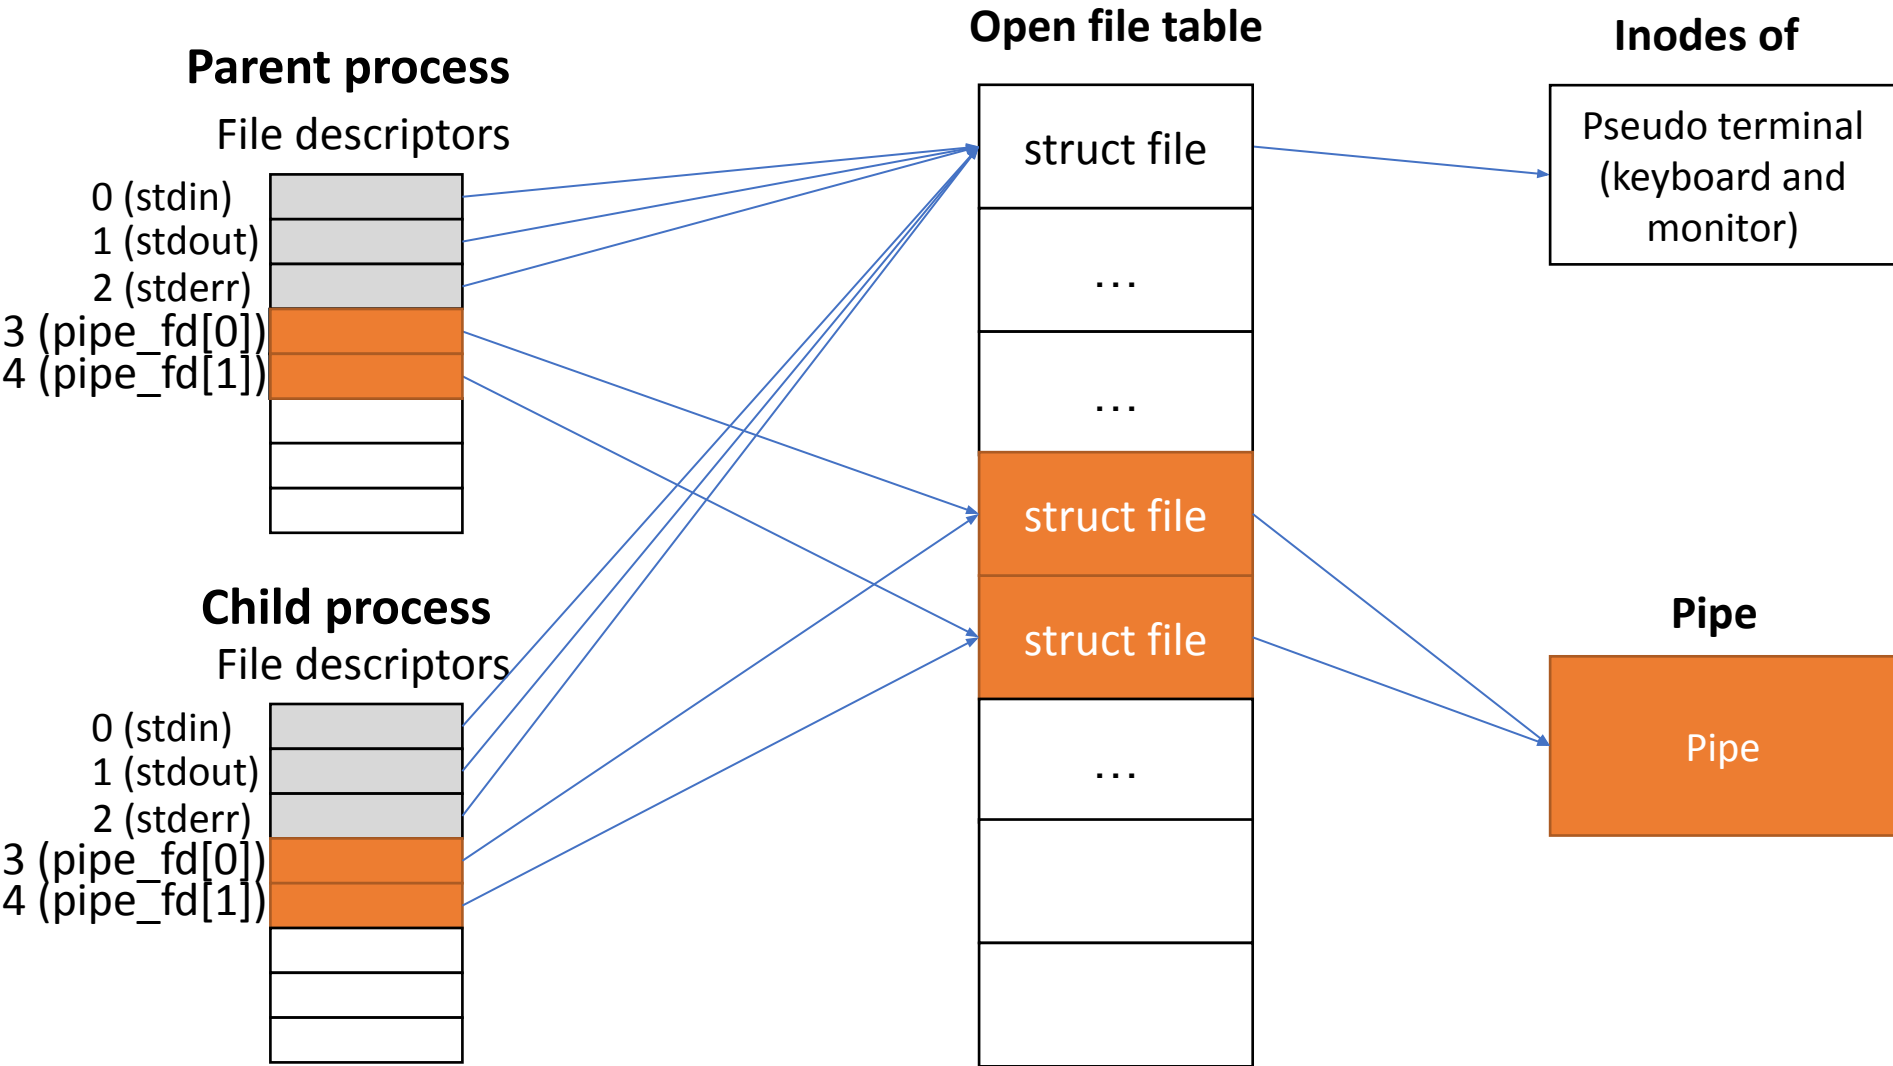 Parent process
File descriptors
0 (stdin)
1 (stdout)
2 (stderr)
3 (pipe_fd[0])
4 (pipe_fd[1])
Child process
File descriptors
0 (stdin)
1 (stdout)
2 (stderr)
3 (pipe_fd[0])
4 (pipe_fd[1])
Open file table
struct file
...
...
struct file
struct file
...
Inodes of
Pseudo terminal
(keyboard and
monitor)
Pipe
Pipe